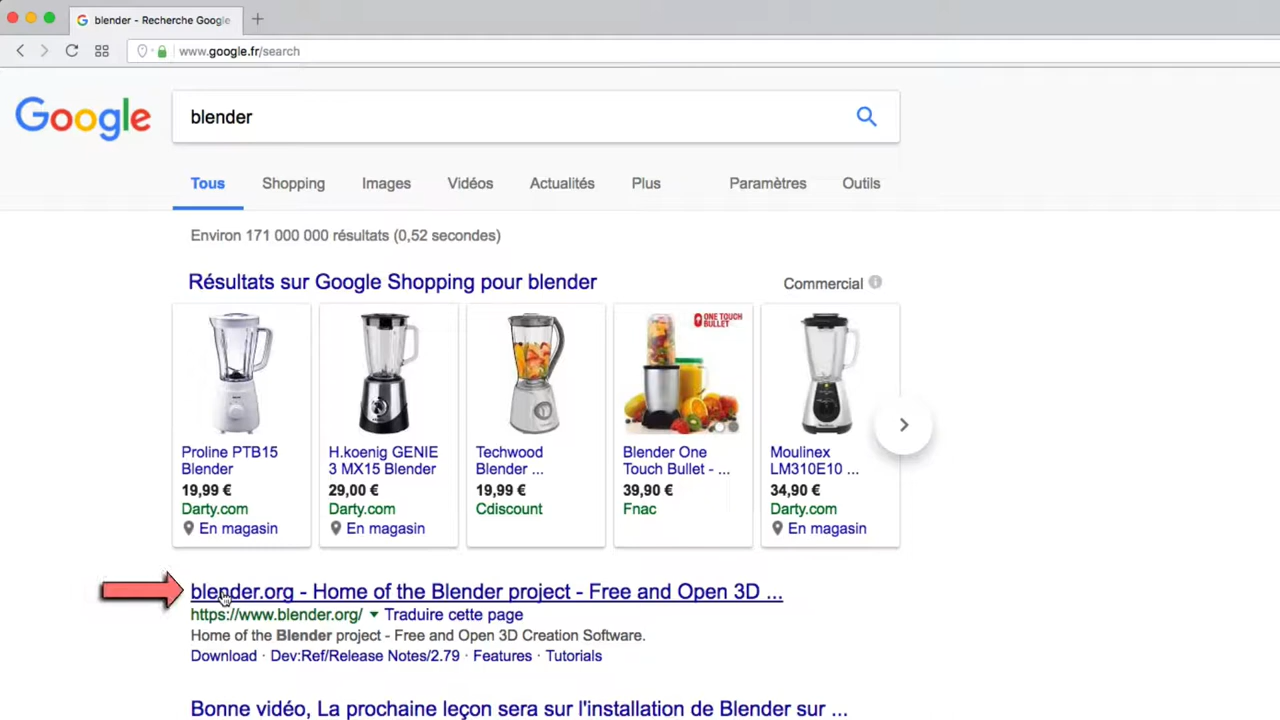 blender - Recherche Google
www.google.fr/search
Google
blender
Tous Shopping Images Vidéos Actualités Plus Paramètres Outils
Environ 171 000 000 résultats (0,52 secondes)
Résultats sur Google Shopping pour blender
Commercial
ONE TOUCH
BULLET
Proline PTB15
Blender
19,99 €
Darty.com
En magasin
H.koenig GENIE
3 MX15 Blender
29,00 €
Darty.com
En magasin
Techwood
Blender ...
19,99 €
Cdiscount
Blender One
Touch Bullet - ...
39,90 €
Fnac
Moulinex
LM310E10 ...
34,90 €
Darty.com
En magasin
blender.org - Home of the Blender project - Free and Open 3D ...
https://www.blender.org/ Traduire cette page
Home of the Blender project - Free and Open 3D Creation Software.
Download · Dev:Ref/Release Notes/2.79 · Features · Tutorials
Bonne vidéo, La prochaine leçon sera sur l'installation de Blender sur ...